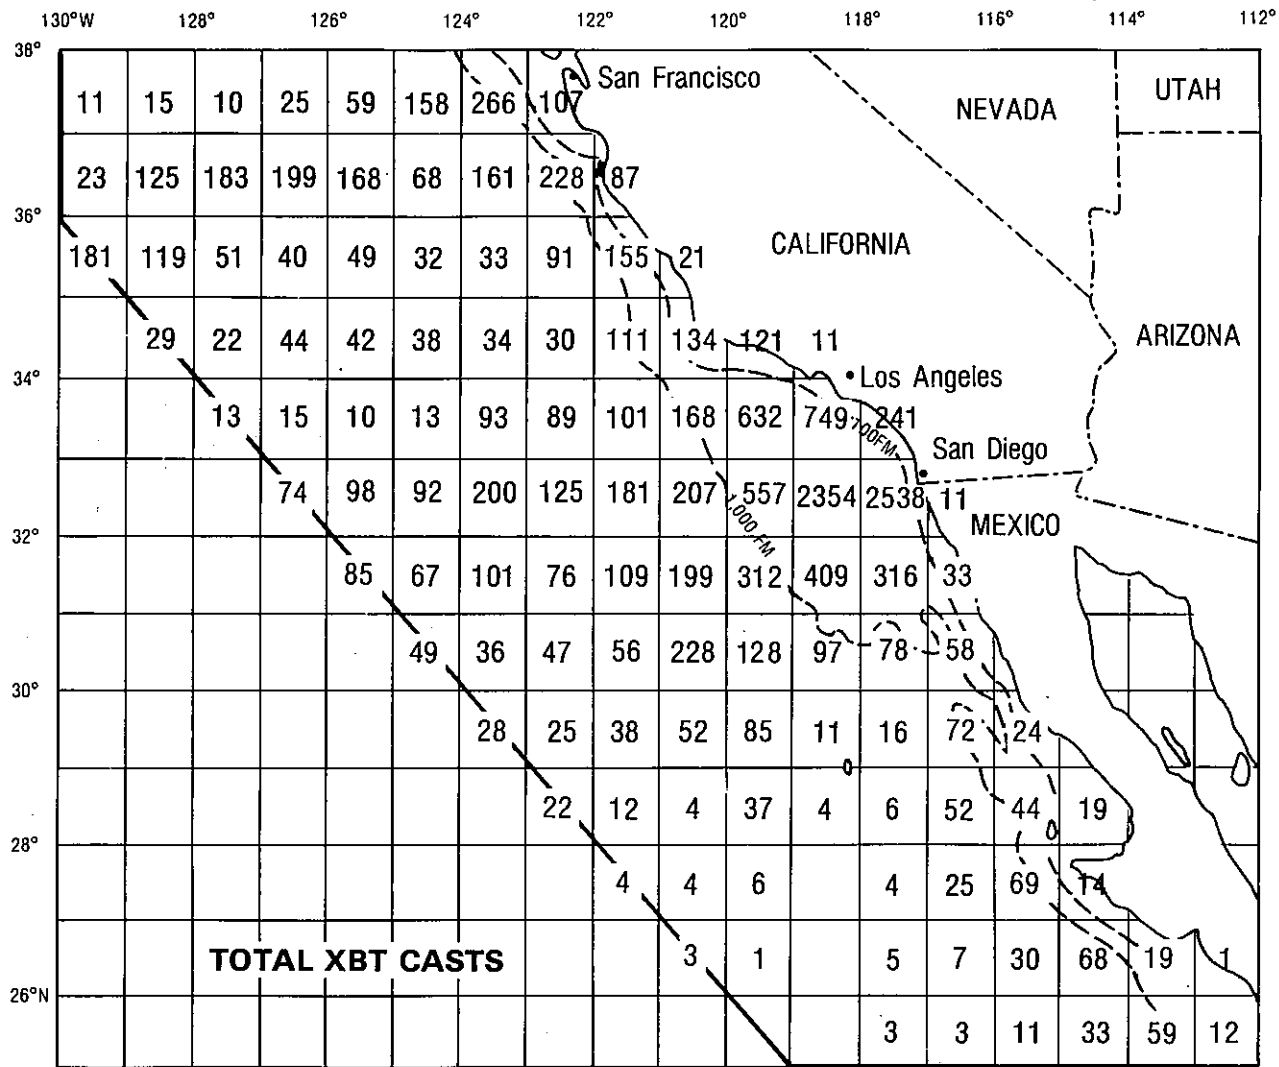 130°W 128° 126° 124° 122° 120° 118° 116° 114° 112°
38°
San Francisco
UTAH
NEVADA
11 15 10 25 59 158 266 107
23 125 183 199 168 68 161 228 87
36°
CALIFORNIA
181 119 51 40 49 32 33 91 155 21
ARIZONA
29 22 44 42 38 34 30 111 134 121 11
34°
Los Angeles
13 15 10 13 93 89 101 168 632 749 241
100FM
San Diego
74 98 92 200 125 181 207 557 2354 2538 11
1,000 FM
MEXICO
32°
85 67 101 76 109 199 312 409 316 33
49 36 47 56 228 128 97 78 58
30°
28 25 38 52 85 11 16 72 24
22 12 4 37 4 6 52 44 19
28°
4 4 6 4 25 69 14
TOTAL XBT CASTS
3 1 5 7 30 68 19 1
26°N
3 3 11 33 59 12